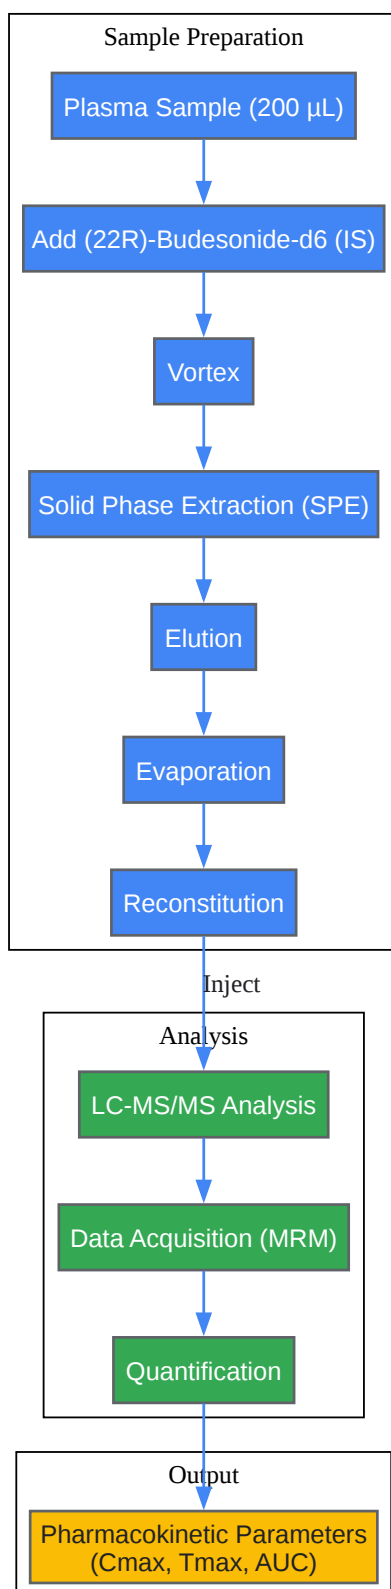 Sample Preparation
Plasma Sample (200 µL)
Add (22R)-Budesonide-d6 (IS)
Vortex
Solid Phase Extraction (SPE)
Elution
Evaporation
Reconstitution
Inject
Analysis
LC-MS/MS Analysis
Data Acquisition (MRM)
Quantification
Output
Pharmacokinetic Parameters
(Cmax, Tmax, AUC)